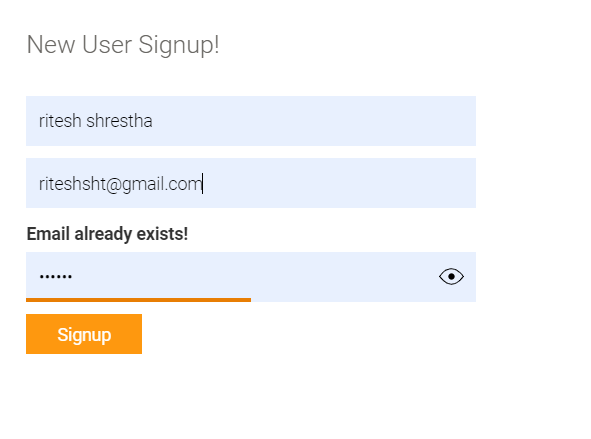 New User Signup!
ritesh shrestha
riteshsht@gmail.com
Email already exists!
••••••
Signup